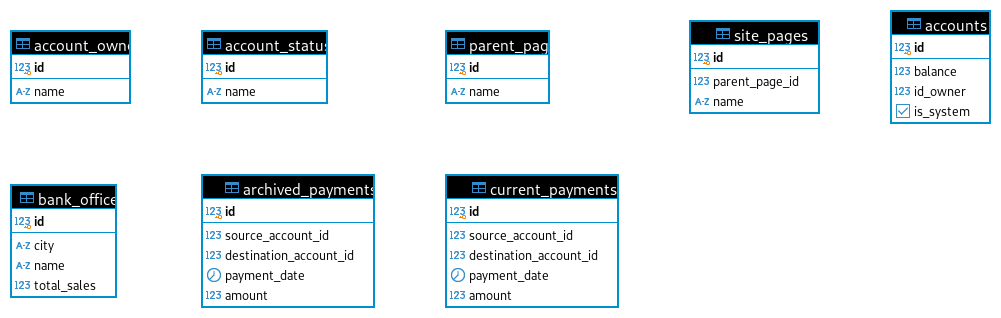 account_owne
123 id
A-Z name
account_status
123 id
A-Z name
parent_pag
123 id
A-Z name
site_pages
123 id
123 parent_page_id
A-Z name
accounts
123 id
123 balance
123 id_owner
is_system
bank_office
123 id
A-Z city
A-Z name
123 total_sales
archived_payments
123 id
123 source_account_id
123 destination_account_id
payment_date
123 amount
current_payments
123 id
123 source_account_id
123 destination_account_id
payment_date
123 amount